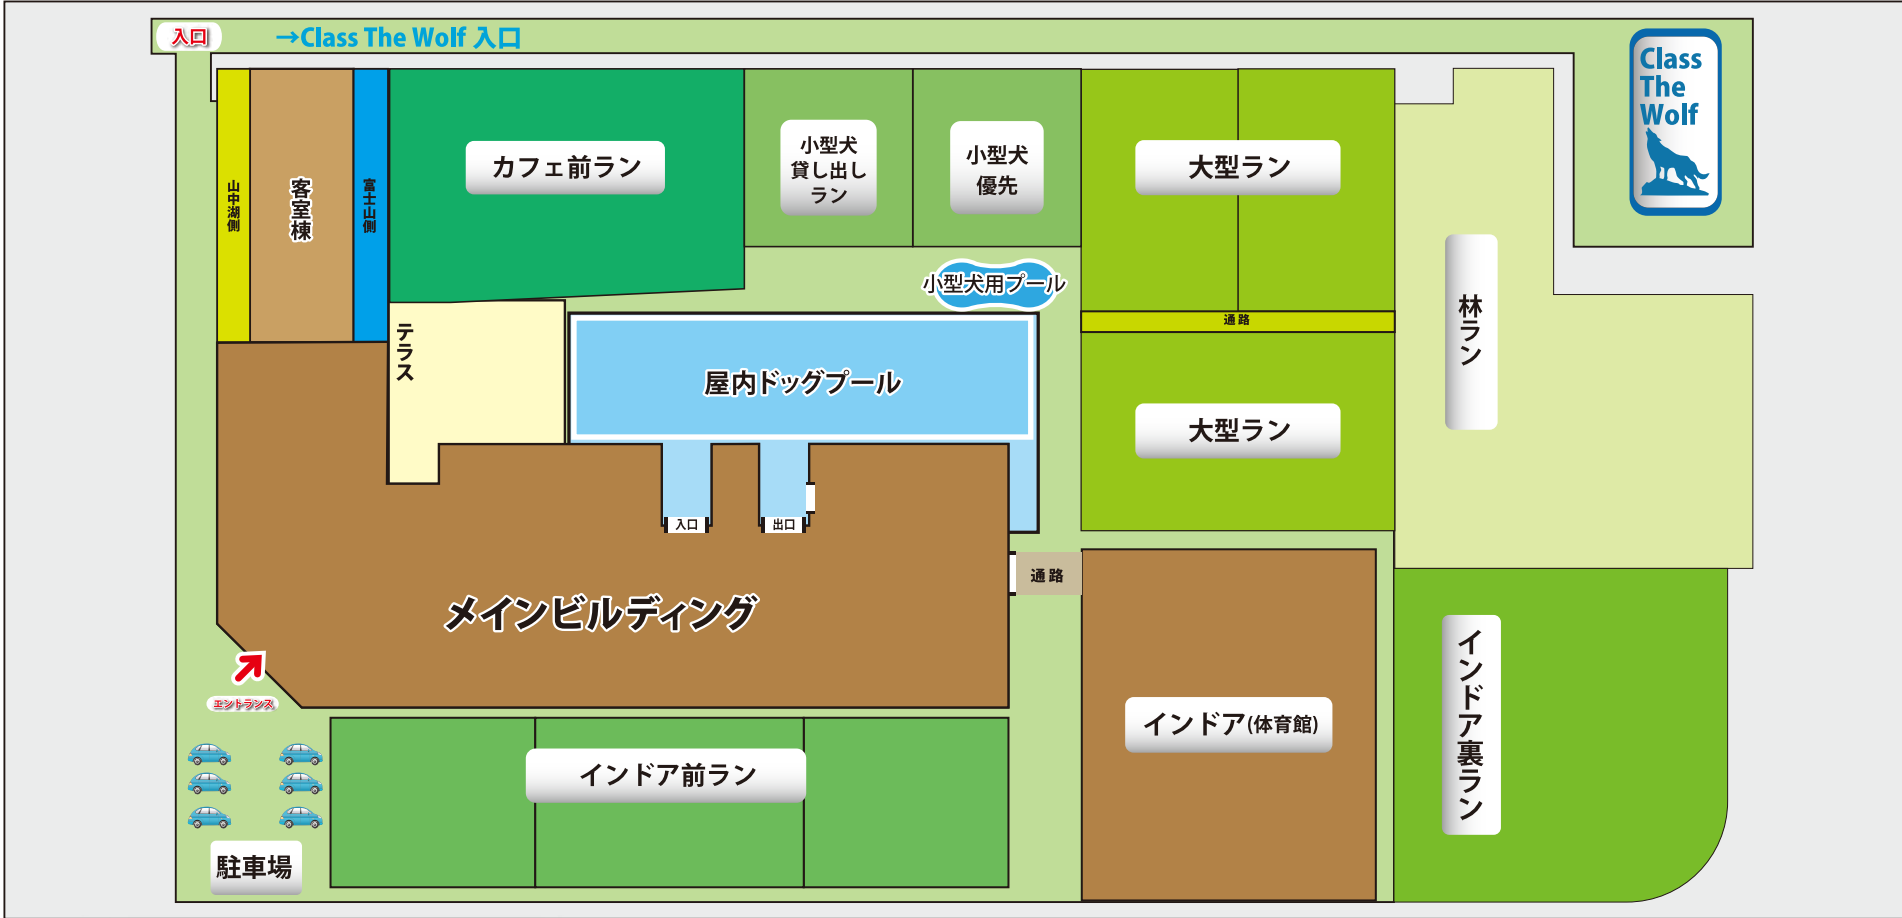 入口
→Class The Wolf 入口
Class
The
Wolf
山中湖側
客室棟
富士山側
カフェ前ラン
小型犬
貸し出し
ラン
小型犬
優先
大型ラン
小型犬用プール
通路
林ラン
テラス
屋内ドッグプール
大型ラン
入口
出口
通路
メインビルディング
エントランス
インドア(体育館)
インドア裏ラン
インドア前ラン
駐車場